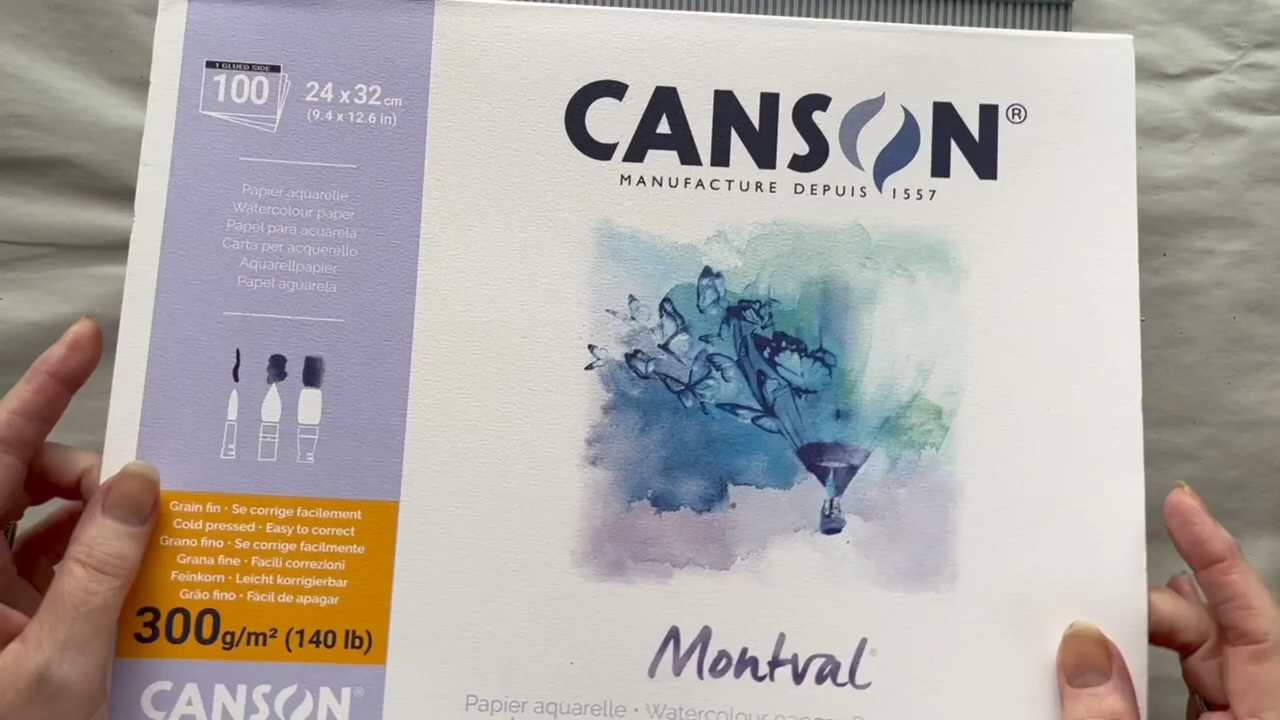 1 GLUED SIDE
100
24 x 32 cm
(9.4 x 12.6 in)
Papier aquarelle
Watercolour paper
Papel para acuarela
Carta per acquerello
Aquarellpapier
Papel aguarela
Grain fin • Se corrige facilement
Cold pressed • Easy to correct
Grano fino • Se corrige facilmente
Grana fine • Facili correzioni
Feinkorn • Leicht korrigierbar
Grão fino • Fácil de apagar
300g/m² (140 lb)
CANSON®
CANSON®
MANUFACTURE DEPUIS 1557
Montval®
Papier aquarelle • Watercolour paper • P